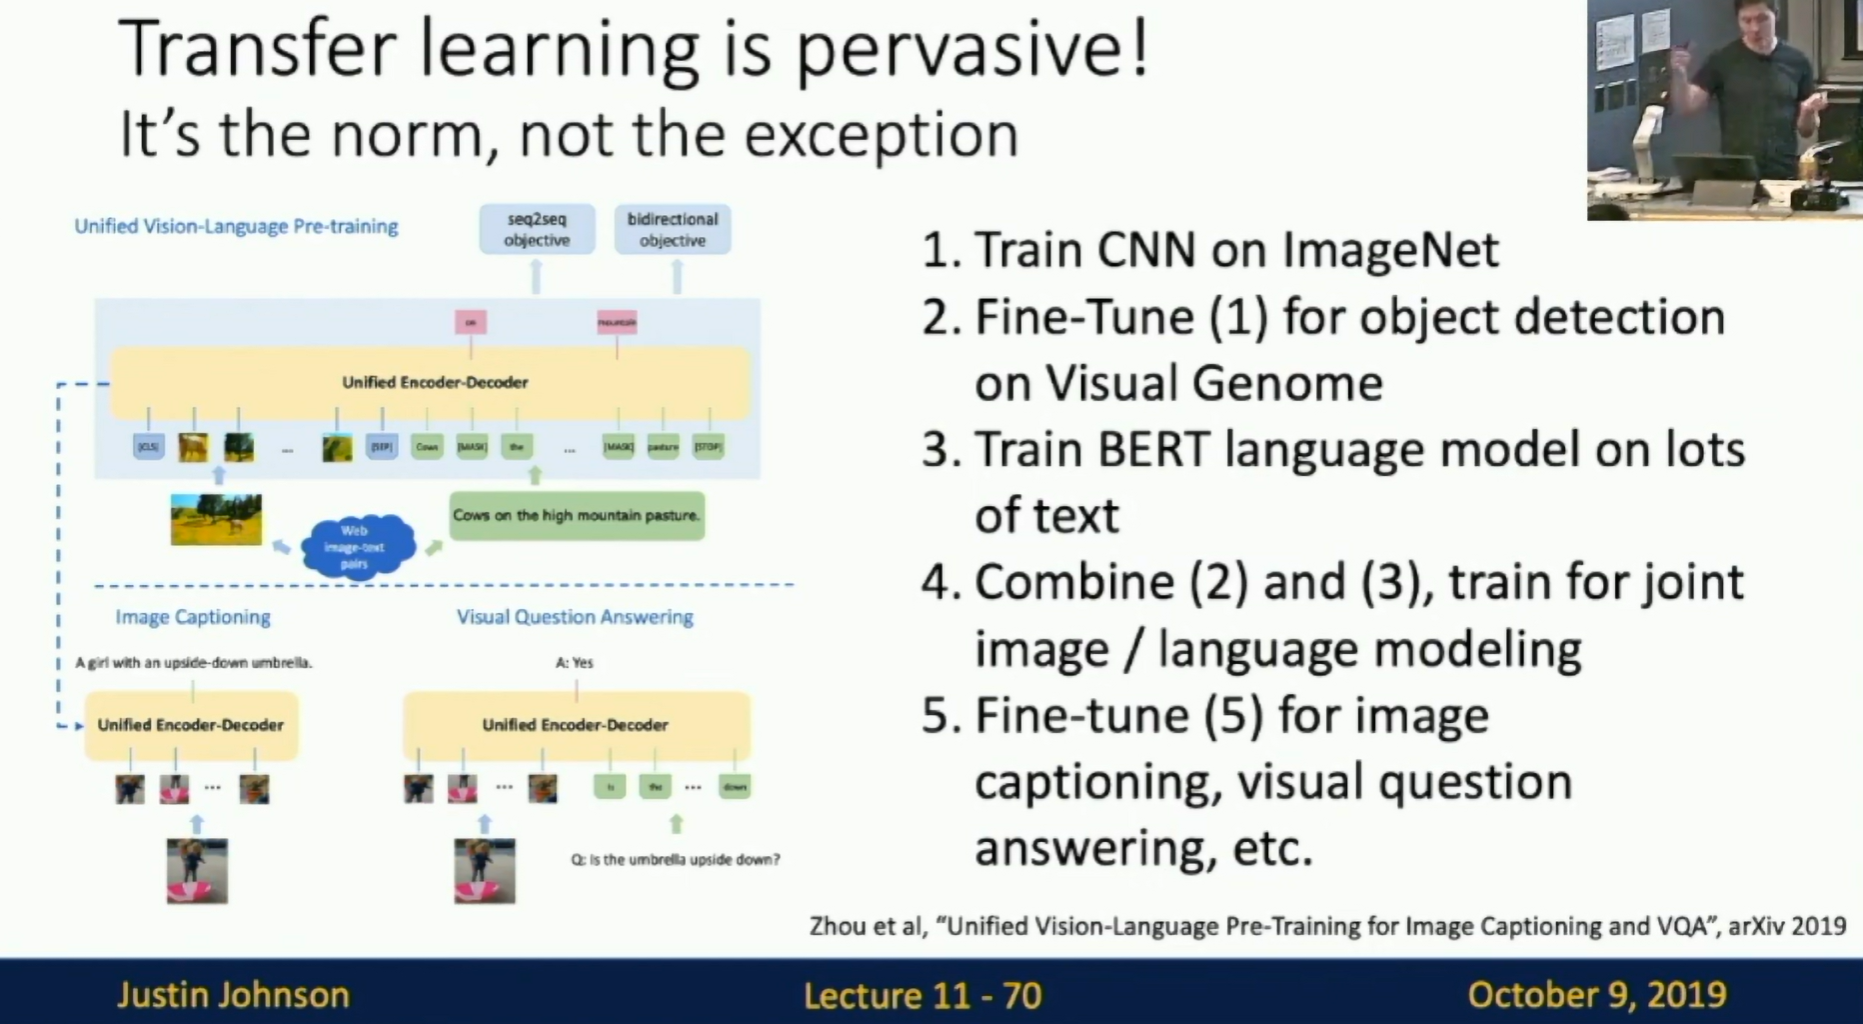 Transfer learning is pervasive!
It's the norm, not the exception
Unified Vision-Language Pre-training
seq2seq
objective
bidirectional
objective
on
mountain
Unified Encoder-Decoder
[CLS]
...
[SEP]
Cows
[MASK]
the
...
[MASK]
pasture
[STOP]
Web
image-text
pairs
Cows on the high mountain pasture.
Image Captioning
A girl with an upside-down umbrella.
Unified Encoder-Decoder
...
Visual Question Answering
A: Yes
Unified Encoder-Decoder
...
is
the
...
down
Q: Is the umbrella upside down?
1. Train CNN on ImageNet
2. Fine-Tune (1) for object detection
on Visual Genome
3. Train BERT language model on lots
of text
4. Combine (2) and (3), train for joint
image / language modeling
5. Fine-tune (5) for image
captioning, visual question
answering, etc.
Zhou et al, “Unified Vision-Language Pre-Training for Image Captioning and VQA”, arXiv 2019
Justin Johnson
Lecture 11 - 70
October 9, 2019